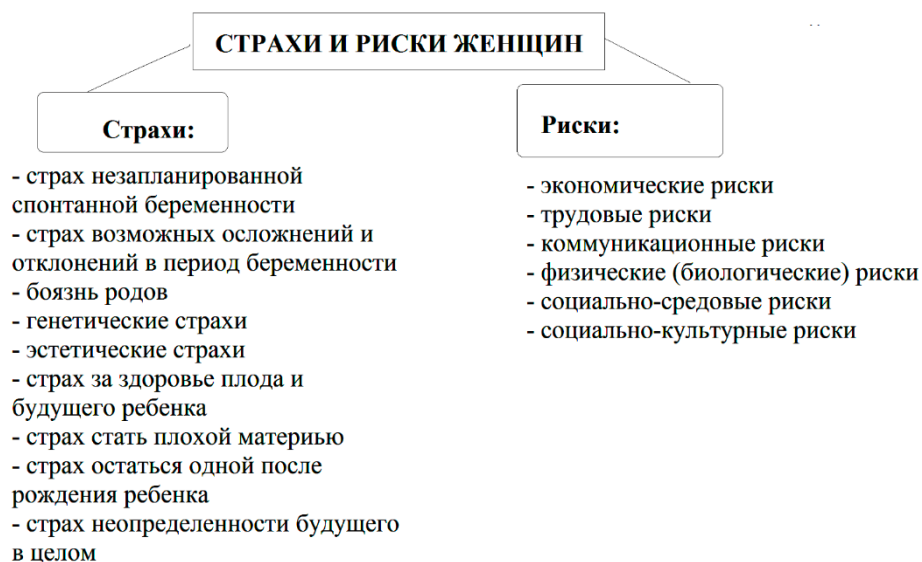 СТРАХИ И РИСКИ ЖЕНЩИН
Страхи:
- страх незапланированной
спонтанной беременности
- страх возможных осложнений и
отклонений в период беременности
- боязнь родов
- генетические страхи
- эстетические страхи
- страх за здоровье плода и
будущего ребенка
- страх стать плохой материью
- страх остаться одной после
рождения ребенка
- страх неопределенности будущего
в целом
Риски:
- экономические риски
- трудовые риски
- коммуникационные риски
- физические (биологические) риски
- социально-средовые риски
- социально-культурные риски